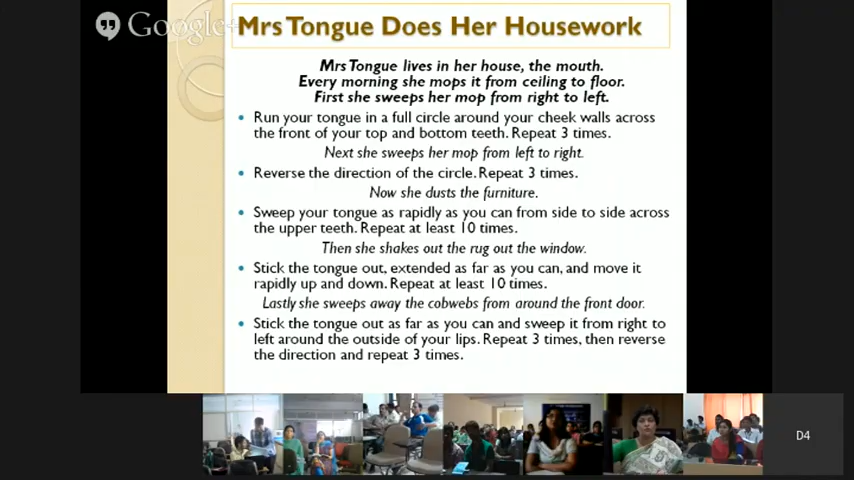 Google+
Mrs Tongue Does Her Housework
Mrs Tongue lives in her house, the mouth.
Every morning she mops it from ceiling to floor.
First she sweeps her mop from right to left.
• Run your tongue in a full circle around your cheek walls across
the front of your top and bottom teeth. Repeat 3 times.
Next she sweeps her mop from left to right.
• Reverse the direction of the circle. Repeat 3 times.
Now she dusts the furniture.
• Sweep your tongue as rapidly as you can from side to side across
the upper teeth. Repeat at least 10 times.
Then she shakes out the rug out the window.
• Stick the tongue out, extended as far as you can, and move it
rapidly up and down. Repeat at least 10 times.
Lastly she sweeps away the cobwebs from around the front door.
• Stick the tongue out as far as you can and sweep it from right to
left around the outside of your lips. Repeat 3 times, then reverse
the direction and repeat 3 times.
D4